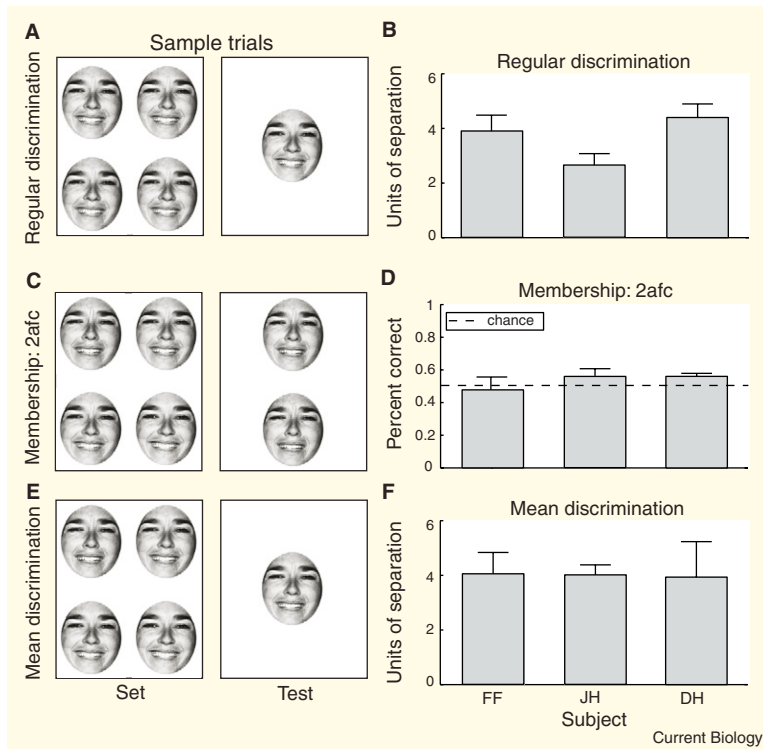 A
Sample trials
Regular discrimination
B
Regular discrimination
Units of separation
6
4
2
0
C
Membership: 2afc
D
Membership: 2afc
Percent correct
1
0.8
0.6
0.4
0.2
0
chance
E
Mean discrimination
Set
Test
F
Mean discrimination
Units of separation
6
4
2
0
FF JH DH
Subject
Current Biology